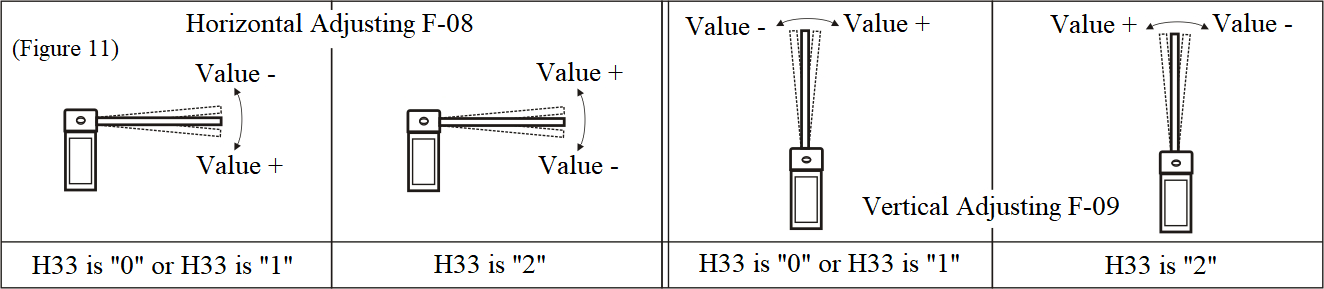 Horizontal Adjusting F-08
(Figure 11)
Value -
Value +
Value +
Value -
Value - Value +
Value + Value -
Vertical Adjusting F-09
H33 is "0" or H33 is "1"
H33 is "2"
H33 is "0" or H33 is "1"
H33 is "2"